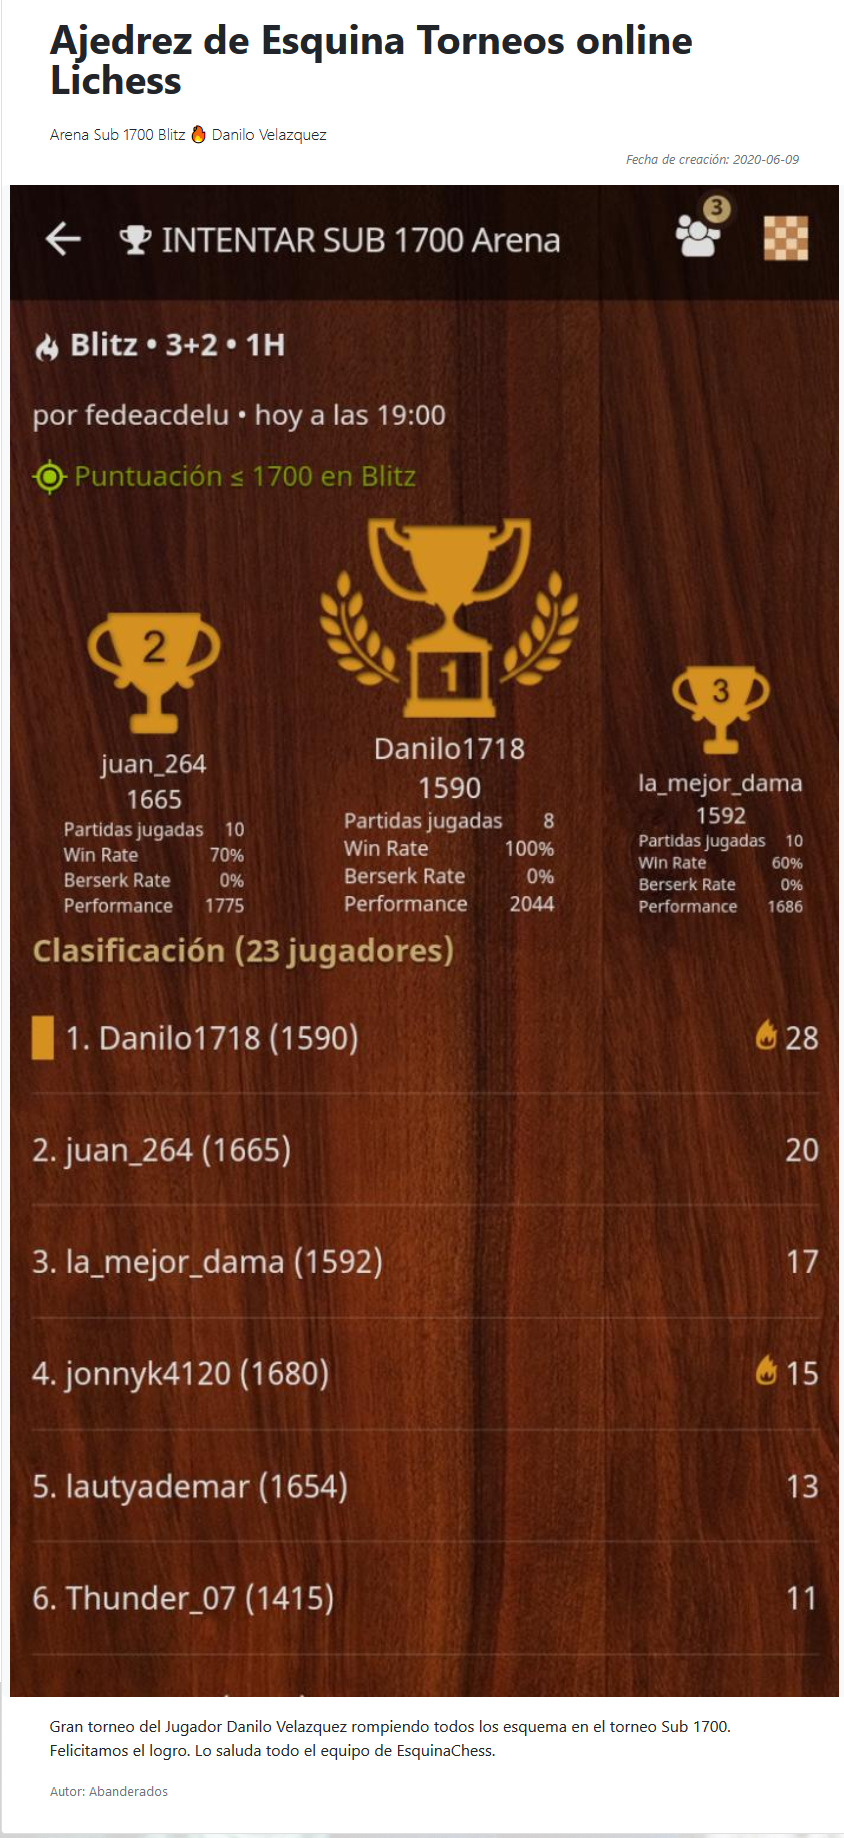 Ajedrez de Esquina Torneos online
Lichess
Arena Sub 1700 Blitz 🔥 Danilo Velazquez
Fecha de creación: 2020-06-09
INTENTAR SUB 1700 Arena
3
Blitz • 3+2 • 1H
por fedeacdelu • hoy a las 19:00
Puntuación ≤ 1700 en Blitz
2
juan_264
1665
Partidas jugadas 10
Win Rate 70%
Berserk Rate 0%
Performance 1775
1
Danilo1718
1590
Partidas jugadas 8
Win Rate 100%
Berserk Rate 0%
Performance 2044
3
la_mejor_dama
1592
Partidas jugadas 10
Win Rate 60%
Berserk Rate 0%
Performance 1686
Clasificación (23 jugadores)
1. Danilo1718 (1590) 28
2. juan_264 (1665) 20
3. la_mejor_dama (1592) 17
4. jonnyk4120 (1680) 15
5. lautyademar (1654) 13
6. Thunder_07 (1415) 11
Gran torneo del Jugador Danilo Velazquez rompiendo todos los esquema en el torneo Sub 1700.
Felicitamos el logro. Lo saluda todo el equipo de EsquinaChess.
Autor: Abanderados